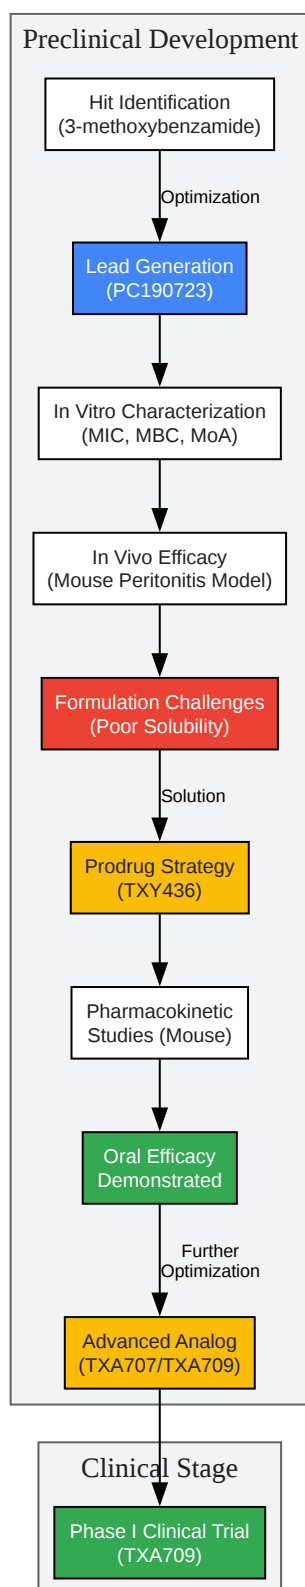 Preclinical Development
Hit Identification
(3-methoxybenzamide)
Optimization
Lead Generation
(PC190723)
In Vitro Characterization
(MIC, MBC, MoA)
In Vivo Efficacy
(Mouse Peritonitis Model)
Formulation Challenges
(Poor Solubility)
Solution
Prodrug Strategy
(TXY436)
Pharmacokinetic
Studies (Mouse)
Oral Efficacy
Demonstrated
Further
Optimization
Advanced Analog
(TXA707/TXA709)
Clinical Stage
Phase I Clinical Trial
(TXA709)